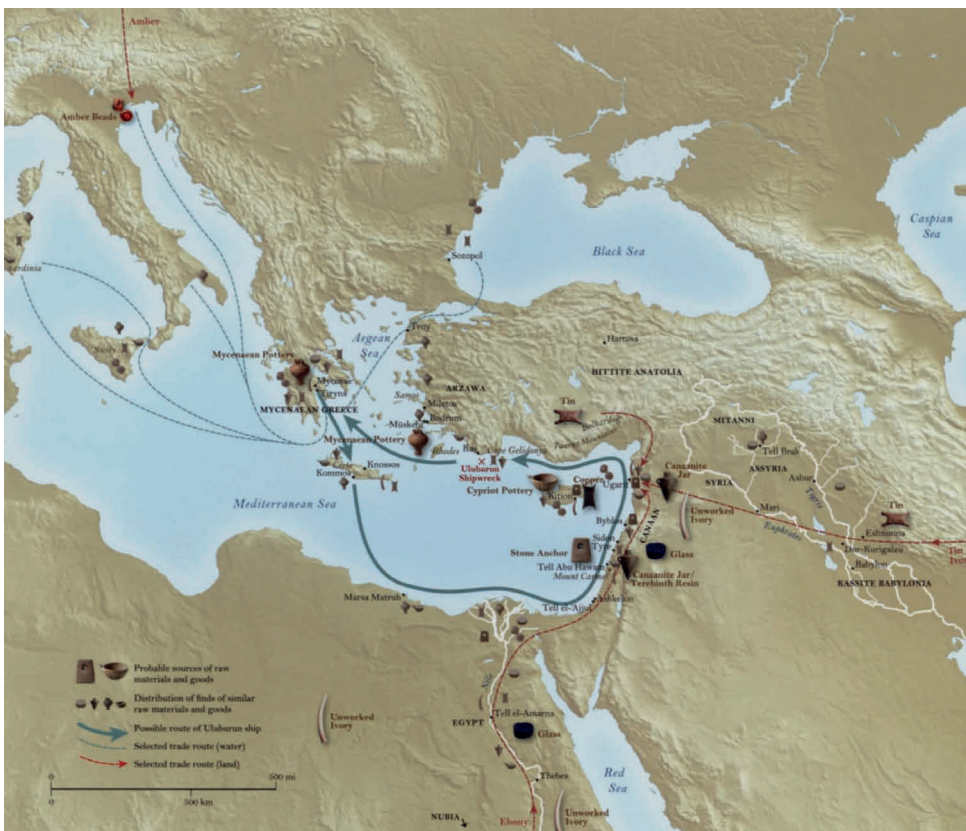 Amber
Amber Beads
Caspian
Sea
Black Sea
Sozopol
Sardinia
Sicily
Troy
Aegean
Sea
Hattusa
HITTITE ANATOLIA
Mycenaean Pottery
Mycenae
Tiryns
MYCENAEAN GREECE
ARZAWA
Samos
Miletos
Bodrum
Müskebi
Mycenaean Pottery
Rhodes
Kaş
Cape Gelidonya
Uluburun
Shipwreck
Tin
Bolkardağ
Taurus Mountains
MITANNI
Tell Brak
ASSYRIA
Ashur
SYRIA
Tigris
Mari
Euphrates
Canaanite
Jar
Ugarit
Copper
Cypriot Pottery
Kition
Unworked
Ivory
Tin
Eshnunna
Tin
Ivory
Dur-Kurigalzu
Babylon
KASSITE BABYLONIA
Crete
Knossos
Kommos
Mediterranean Sea
Byblos
CANAAN
Sidon
Tyre
Stone Anchor
Glass
Tell Abu Hawam
Mount Carmel
Canaanite Jar/
Terebinth Resin
Marsa Matruh
Ashkelon
Tell el-Ajjul
Nile
Tell el-Amarna
EGYPT
Glass
Unworked
Ivory
Thebes
Red
Sea
NUBIA
Ebony
Unworked
Ivory
Probable sources of raw
materials and goods
Distribution of finds of similar
raw materials and goods
Possible route of Uluburun ship
Selected trade route (water)
Selected trade route (land)
0 500 mi
0 500 km